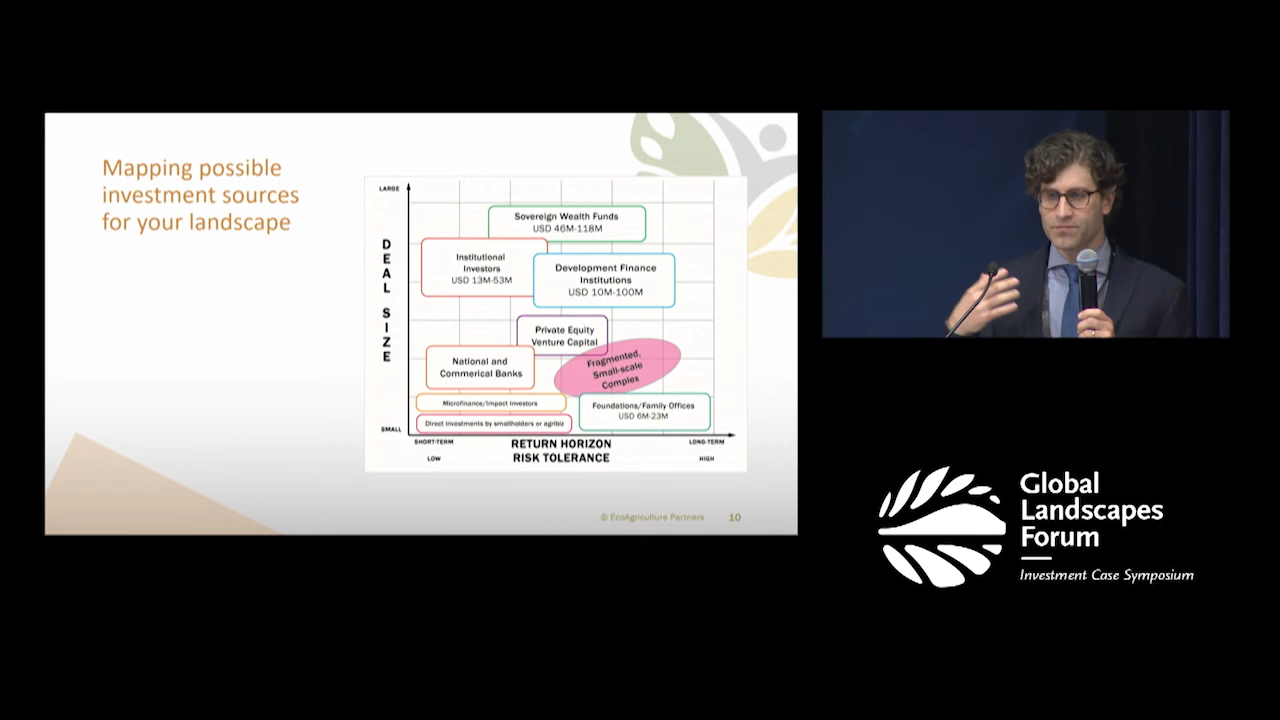 Mapping possible
investment sources
for your landscape
LARGE
DEAL SIZE
SMALL
Sovereign Wealth Funds
USD 46M-118M
Institutional
Investors
USD 13M-53M
Development Finance
Institutions
USD 10M-100M
Private Equity
Venture Capital
National and
Commerical Banks
Fragmented,
Small-scale
Complex
Microfinance/Impact Investors
Foundations/Family Offices
USD 6M-23M
Direct investments by smallholders or agribiz
SHORT-TERM
RETURN HORIZON
LONG-TERM
LOW
RISK TOLERANCE
HIGH
© EcoAgriculture Partners
10
Global
Landscapes
Forum
Investment Case Symposium